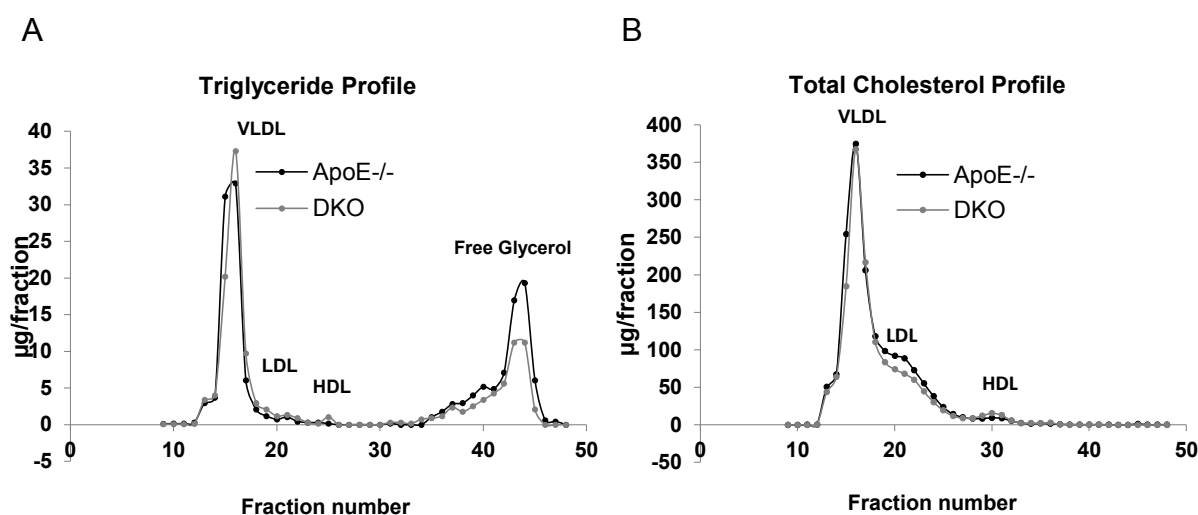 A
Triglyceride Profile
VLDL
ApoE-/-
DKO
Free Glycerol
LDL
HDL
µg/fraction
40
35
30
25
20
15
10
5
0
-5
0
10
20
30
40
50
Fraction number
B
Total Cholesterol Profile
VLDL
ApoE-/-
DKO
LDL
HDL
µg/fraction
400
350
300
250
200
150
100
50
0
-50
0
10
20
30
40
50
Fraction number